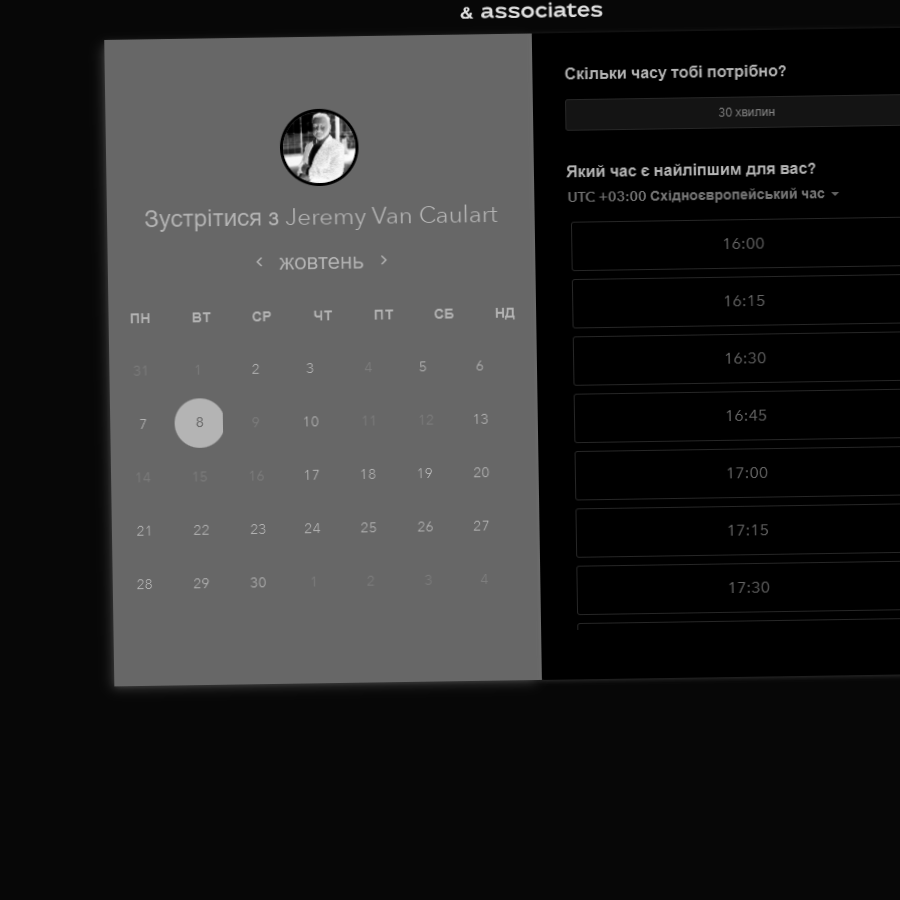 & associates
Зустрітися з Jeremy Van Caulart
‹ жовтень ›
ПН ВТ СР ЧТ ПТ СБ НД
31 1 2 3 4 5 6
7 8 9 10 11 12 13
14 15 16 17 18 19 20
21 22 23 24 25 26 27
28 29 30 1 2 3 4
Скільки часу тобі потрібно?
30 хвилин
Який час є найліпшим для вас?
UTC +03:00 Східноєвропейський час
16:00
16:15
16:30
16:45
17:00
17:15
17:30